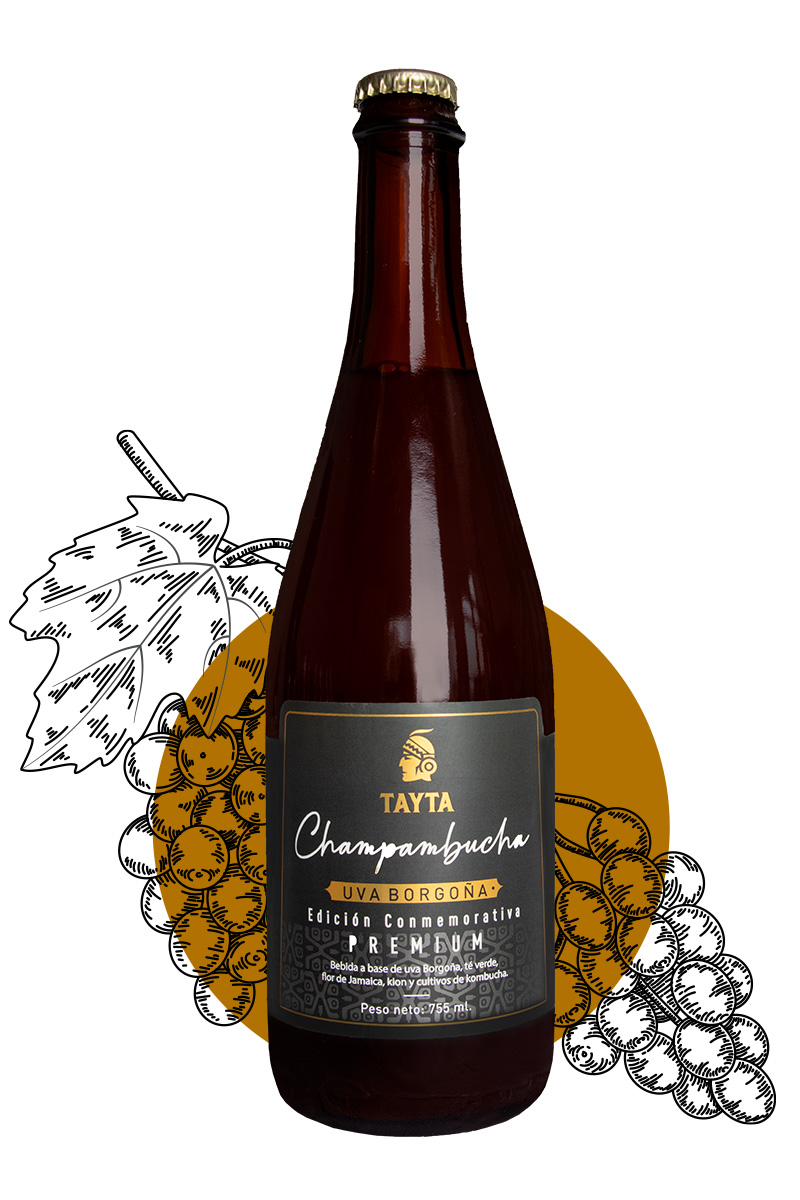 TAYTA
Champambucha
UVA BORGOÑA
Edición Conmemorativa
PREMIUM
Bebida a base de uva Borgoña, té verde,
flor de Jamaica, kion y cultivos de kombucha.
Peso neto: 755 ml.